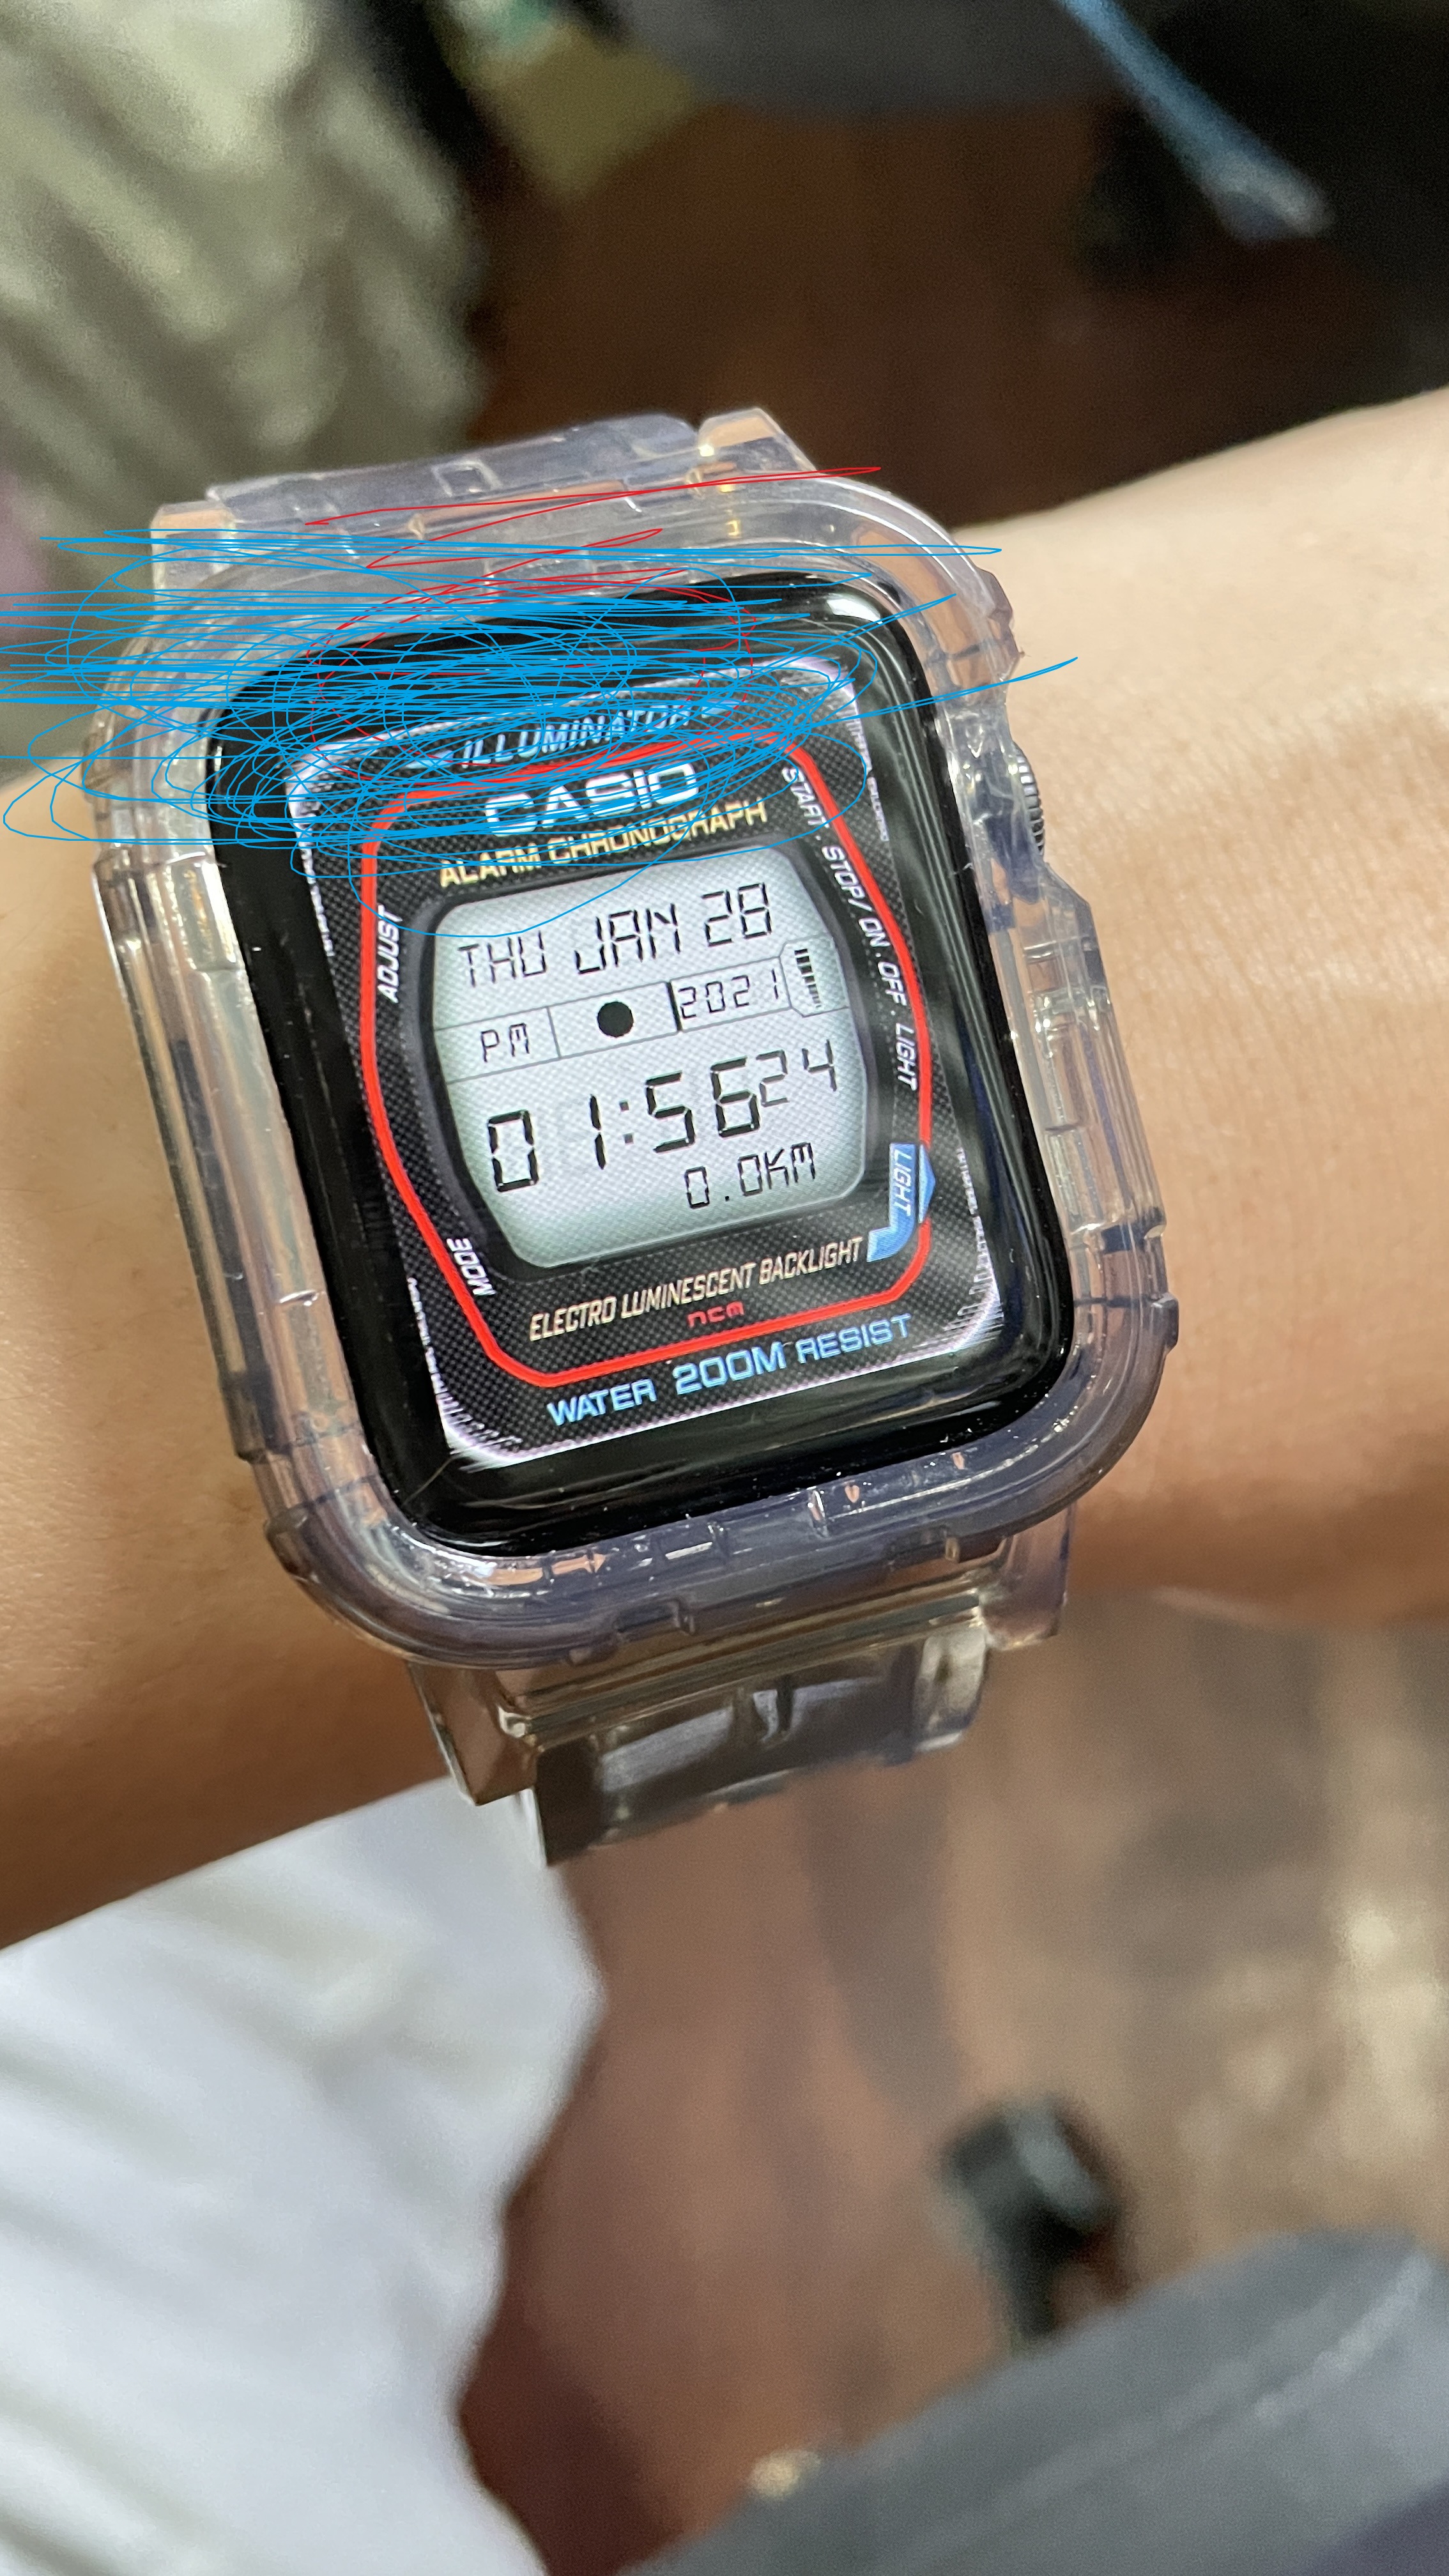 ILLUMINATOR
CASIO
ALARM CHRONOGRAPH
START STOP/ON.OFF.LIGHT
ADJUST
THU JAN 28
PM 2021
01:56 24
0.0KM
LIGHT
MODE
ELECTRO LUMINESCENT BACKLIGHT
ncm
WATER 200M RESIST